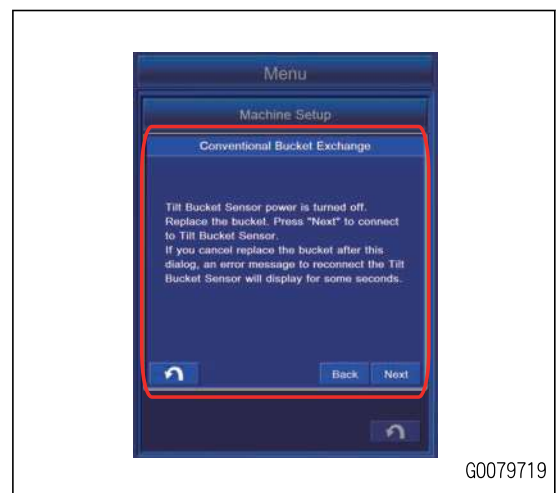 Menu
Machine Setup
Conventional Bucket Exchange
Tilt Bucket Sensor power is turned off.
Replace the bucket. Press "Next" to connect
to Tilt Bucket Sensor.
If you cancel replace the bucket after this
dialog, an error message to reconnect the Tilt
Bucket Sensor will display for some seconds.
Back Next
G0079719